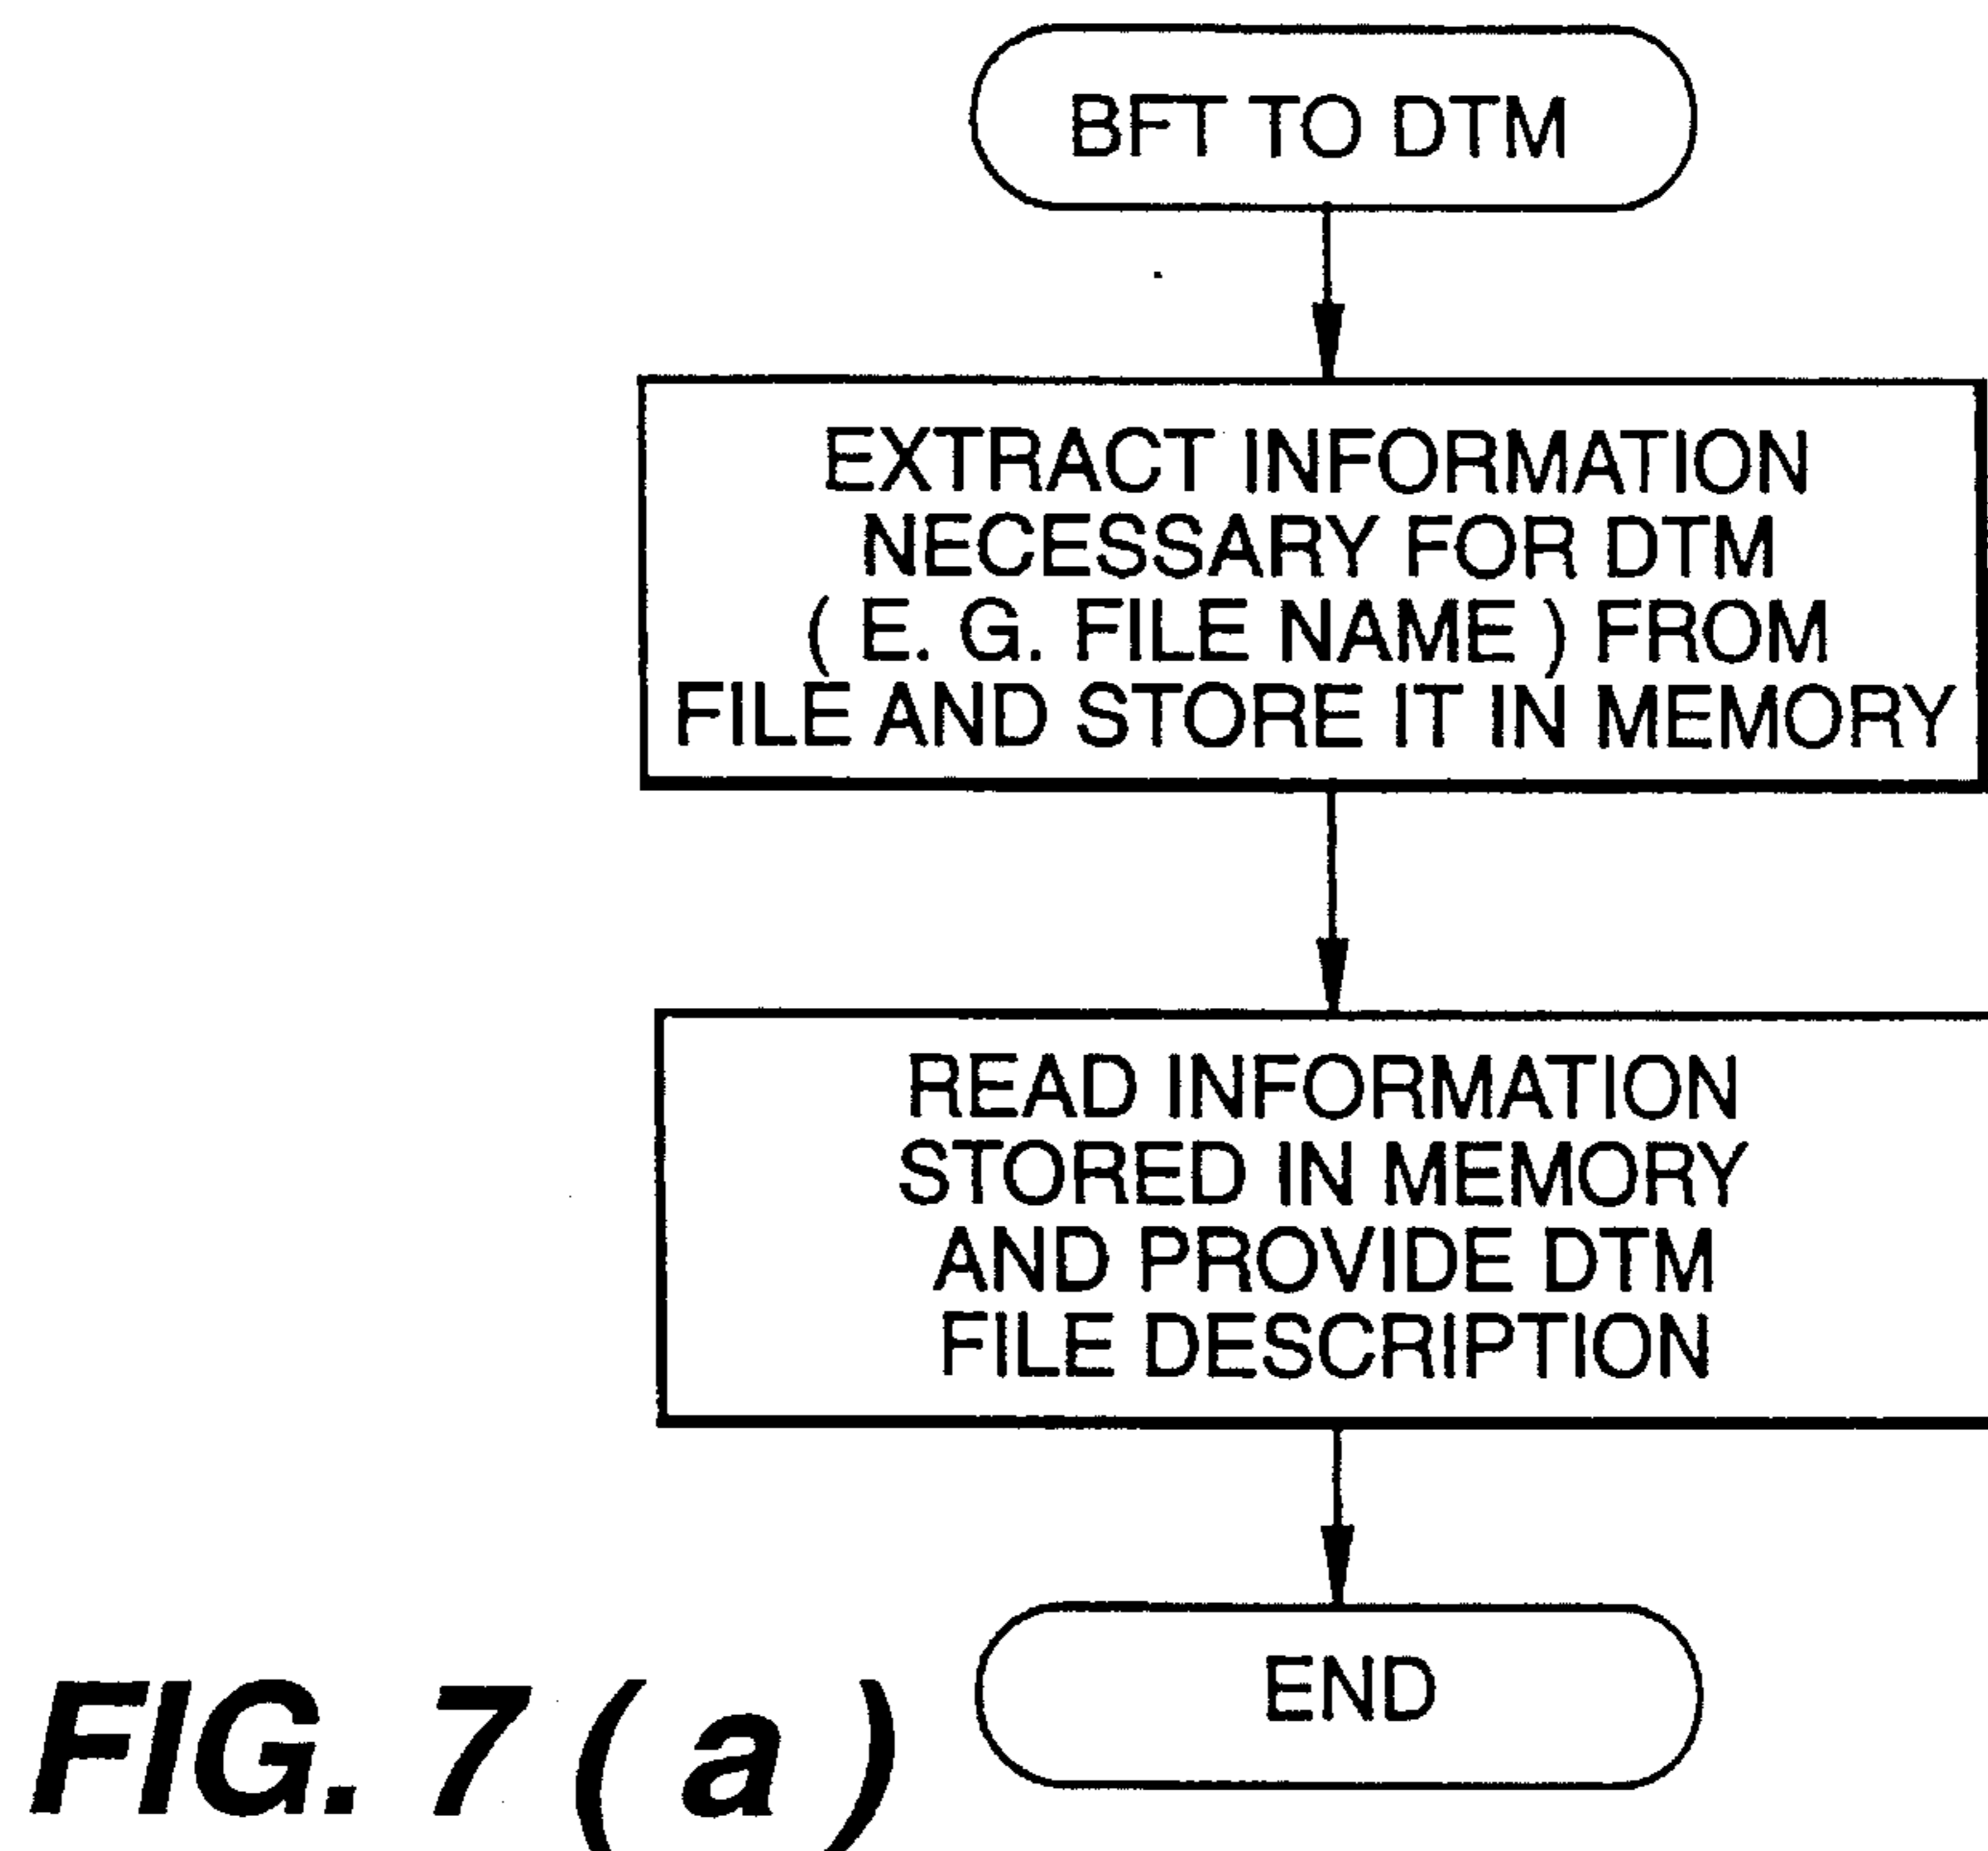 BFT TO DTM
EXTRACT INFORMATION
NECESSARY FOR DTM
( E. G. FILE NAME ) FROM
FILE AND STORE IT IN MEMORY
READ INFORMATION
STORED IN MEMORY
AND PROVIDE DTM
FILE DESCRIPTION
END
FIG. 7 ( a )